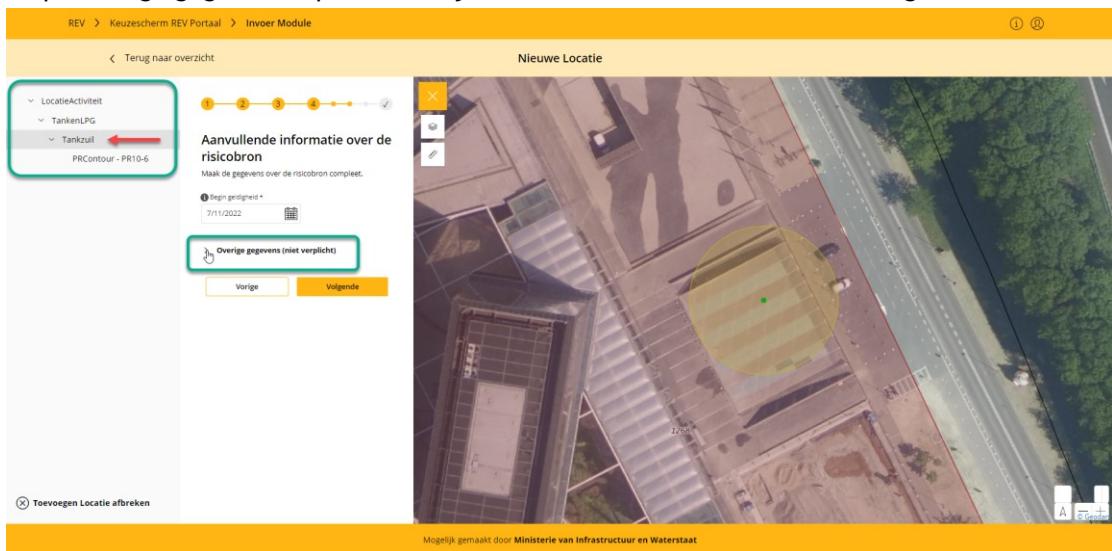 REV > Keuzescherm REV Portaal > Invoer Module
Terug naar overzicht
Nieuwe Locatie
LocatieActiviteit
TankenLPG
Tankzuil
PRContour - PR10-6
1 2 3 4
Aanvullende informatie over de
risicobron
Maak de gegevens over de risicobron compleet.
Begin geldigheid *
7/11/2022
Overige gegevens (niet verplicht)
Vorige
Volgende
1268
Toevoegen Locatie afbreken
A
© Geodan
Mogelijk gemaakt door Ministerie van Infrastructuur en Waterstaat